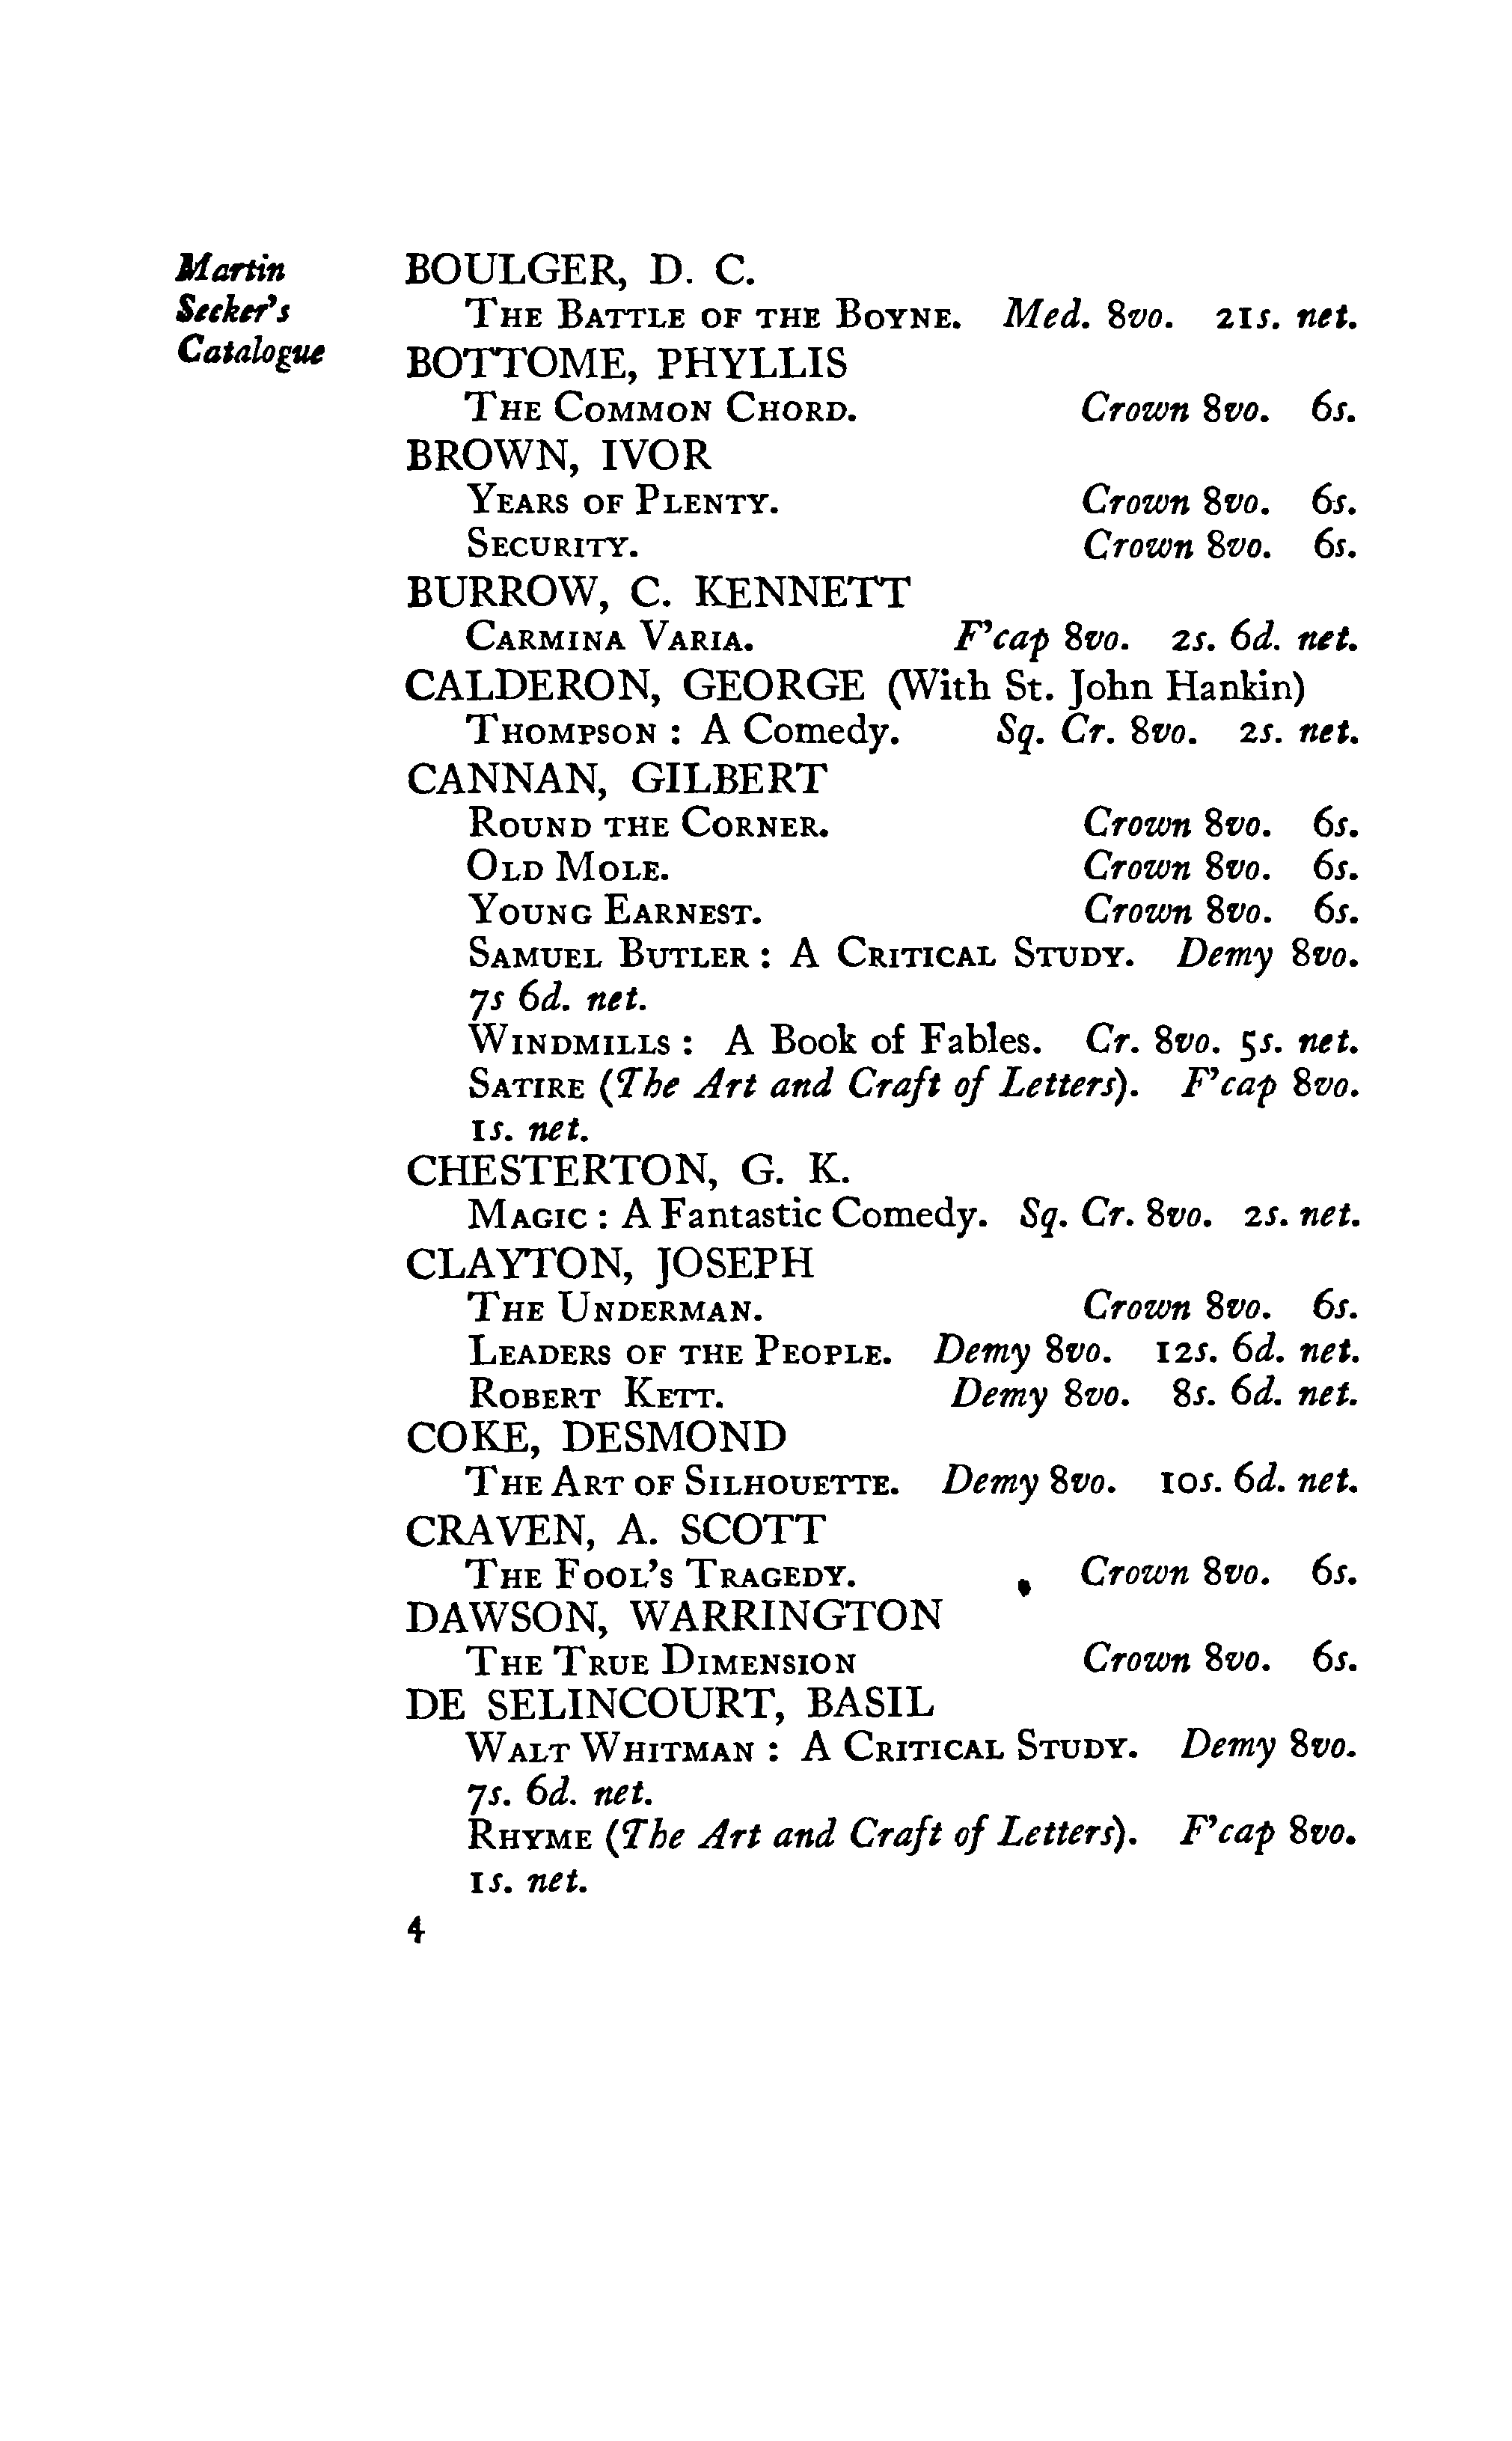 Martin
Secker's
Catalogue
BOULGER, D. C.
THE BATTLE OF THE BOYNE. Med. 8vo. 21s. net.
BOTTOME, PHYLLIS
THE COMMON CHORD. Crown 8vo. 6s.
BROWN, IVOR
YEARS OF PLENTY. Crown 8vo. 6s.
SECURITY. Crown 8vo. 6s.
BURROW, C. KENNETT
CARMINA VARIA. F'cap 8vo. 2s. 6d. net.
CALDERON, GEORGE (With St. John Hankin)
THOMPSON : A Comedy. Sq. Cr. 8vo. 2s. net.
CANNAN, GILBERT
ROUND THE CORNER. Crown 8vo. 6s.
OLD MOLE. Crown 8vo. 6s.
YOUNG EARNEST. Crown 8vo. 6s.
SAMUEL BUTLER : A CRITICAL STUDY. Demy 8vo.
7s 6d. net.
WINDMILLS : A Book of Fables. Cr. 8vo. 5s. net.
SATIRE (The Art and Craft of Letters). F'cap 8vo.
1s. net.
CHESTERTON, G. K.
MAGIC : A Fantastic Comedy. Sq. Cr. 8vo. 2s. net.
CLAYTON, JOSEPH
THE UNDERMAN. Crown 8vo. 6s.
LEADERS OF THE PEOPLE. Demy 8vo. 12s. 6d. net.
ROBERT KETT. Demy 8vo. 8s. 6d. net.
COKE, DESMOND
THE ART OF SILHOUETTE. Demy 8vo. 10s. 6d. net.
CRAVEN, A. SCOTT
THE FOOL'S TRAGEDY. Crown 8vo. 6s.
DAWSON, WARRINGTON
THE TRUE DIMENSION Crown 8vo. 6s.
DE SELINCOURT, BASIL
WALT WHITMAN : A CRITICAL STUDY. Demy 8vo.
7s. 6d. net.
RHYME (The Art and Craft of Letters). F'cap 8vo.
1s. net.
4